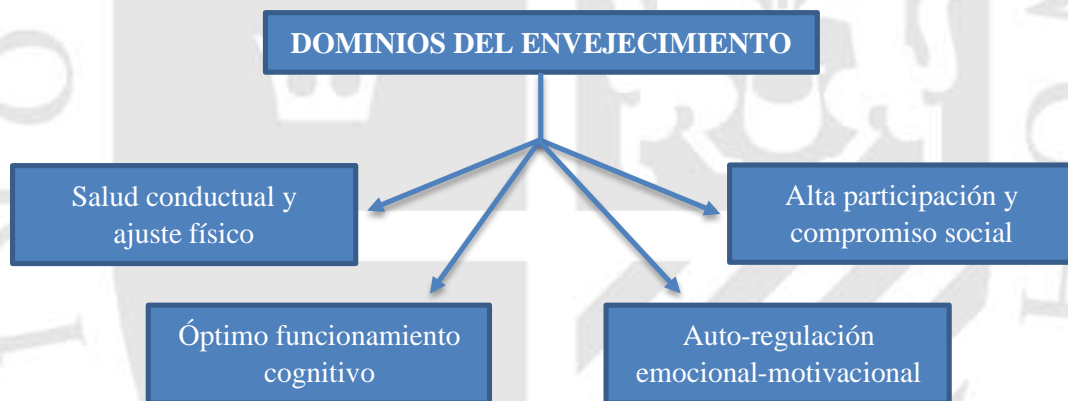 DOMINIOS DEL ENVEJECIMIENTO
Salud conductual y
ajuste físico
Alta participación y
compromiso social
Óptimo funcionamiento
cognitivo
Auto-regulación
emocional-motivacional